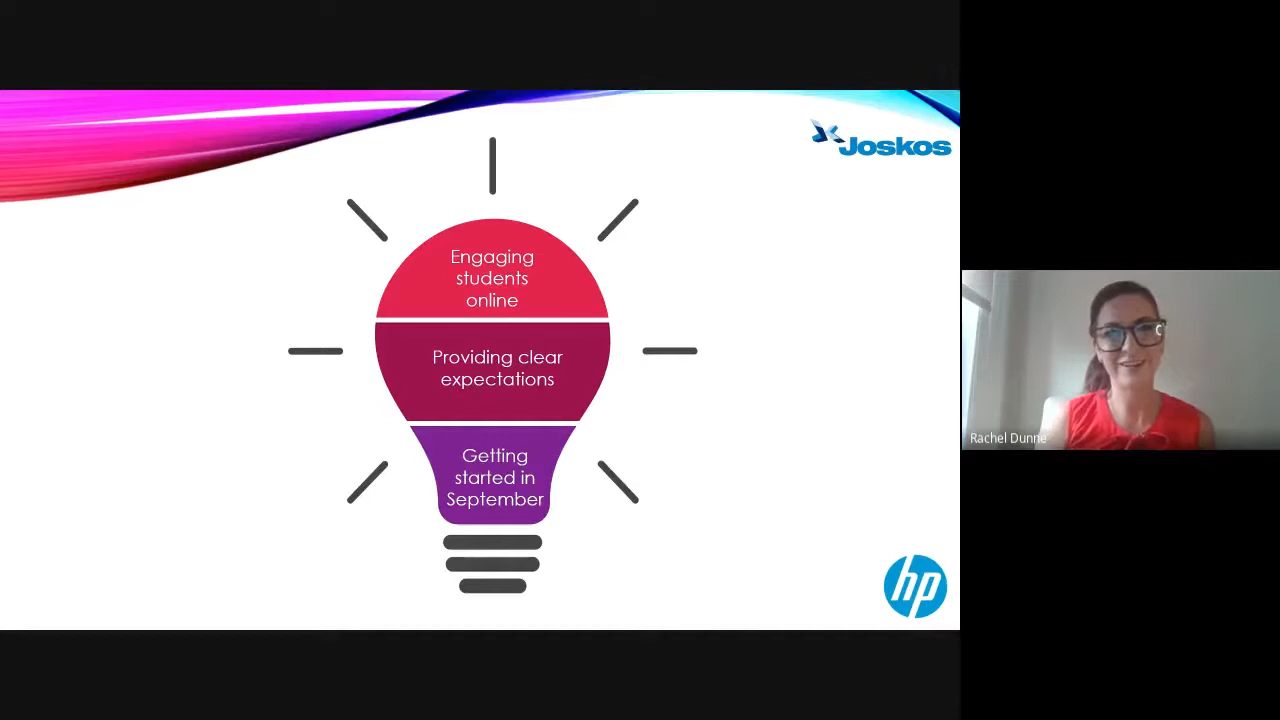 Joskos
Engaging
students
online
Providing clear
expectations
Getting
started in
September
hp
Rachel Dunne